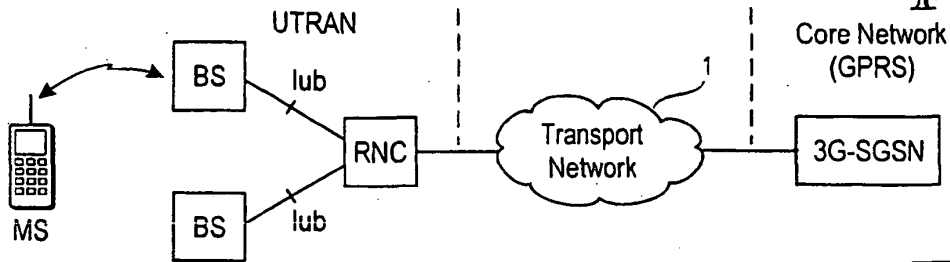 UTRAN
Core Network
(GPRS)
1
BS
Iub
RNC
Transport
Network
3G-SGSN
MS
BS
Iub